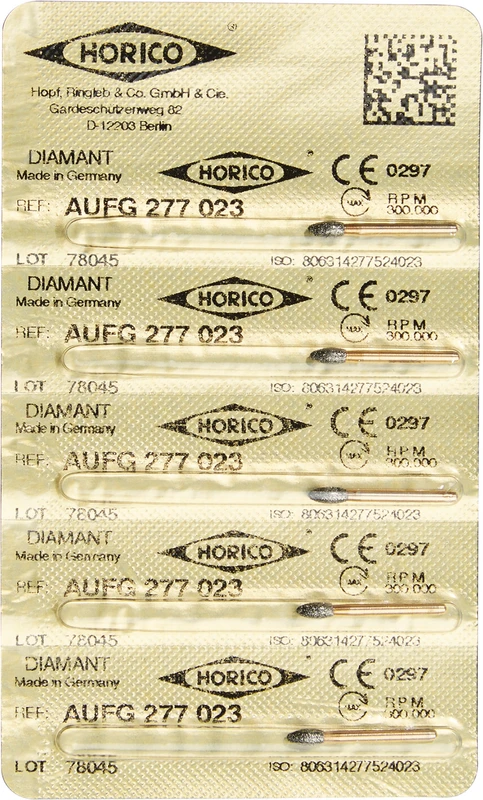 HORICO ®
Hopf, Ringleb & Co. GmbH & Cie.
Gardeschützenweg 82
D-12203 Berlin
DIAMANT
Made in Germany
HORICO ®
CE 0297
REF: AUFG 277 023
MAX RPM 300.000
LOT 78045 ISO: 806314277524023
DIAMANT
Made in Germany
HORICO ®
CE 0297
REF: AUFG 277 023
MAX RPM 300.000
LOT 78045 ISO: 806314277524023
DIAMANT
Made in Germany
HORICO ®
CE 0297
REF: AUFG 277 023
MAX RPM 300.000
LOT 78045 ISO: 806314277524023
DIAMANT
Made in Germany
HORICO ®
CE 0297
REF: AUFG 277 023
MAX RPM 300.000
LOT 78045 ISO: 806314277524023
DIAMANT
Made in Germany
HORICO ®
CE 0297
REF: AUFG 277 023
MAX RPM 300.000
LOT 78045 ISO: 806314277524023